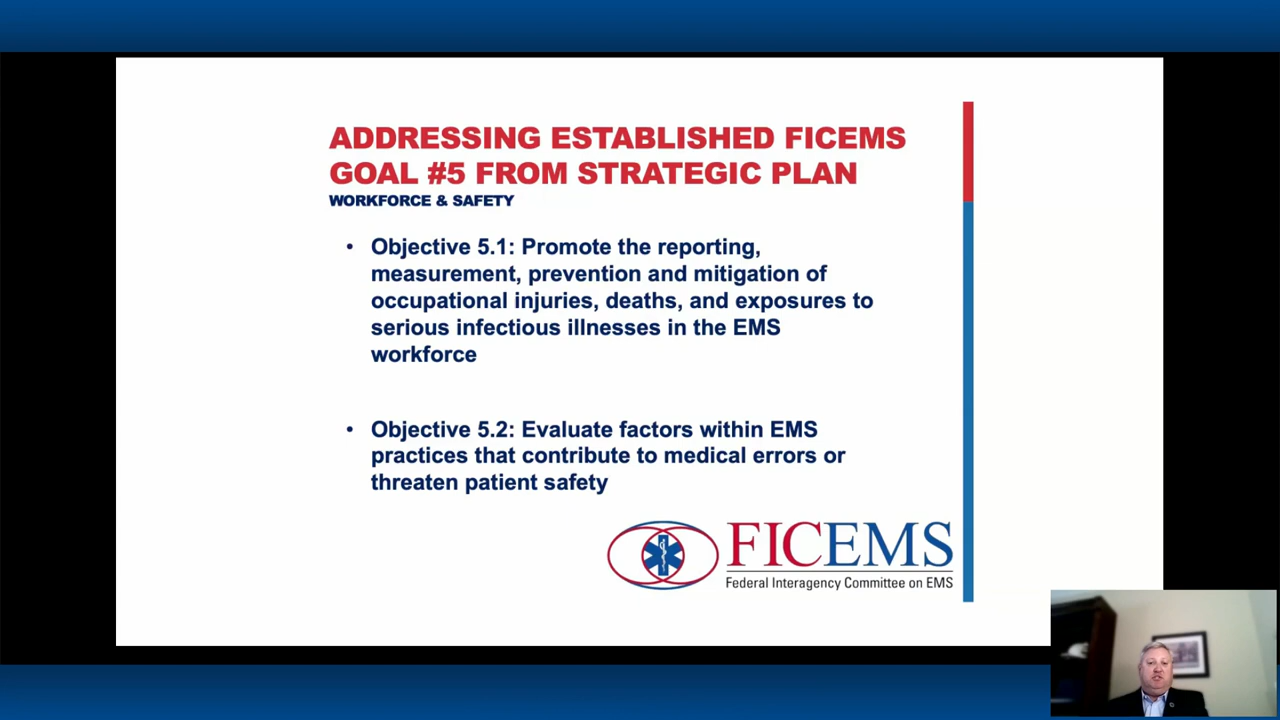 ADDRESSING ESTABLISHED FICEMS
GOAL #5 FROM STRATEGIC PLAN
WORKFORCE & SAFETY
• Objective 5.1: Promote the reporting,
measurement, prevention and mitigation of
occupational injuries, deaths, and exposures to
serious infectious illnesses in the EMS
workforce
• Objective 5.2: Evaluate factors within EMS
practices that contribute to medical errors or
threaten patient safety
FICEMS
Federal Interagency Committee on EMS